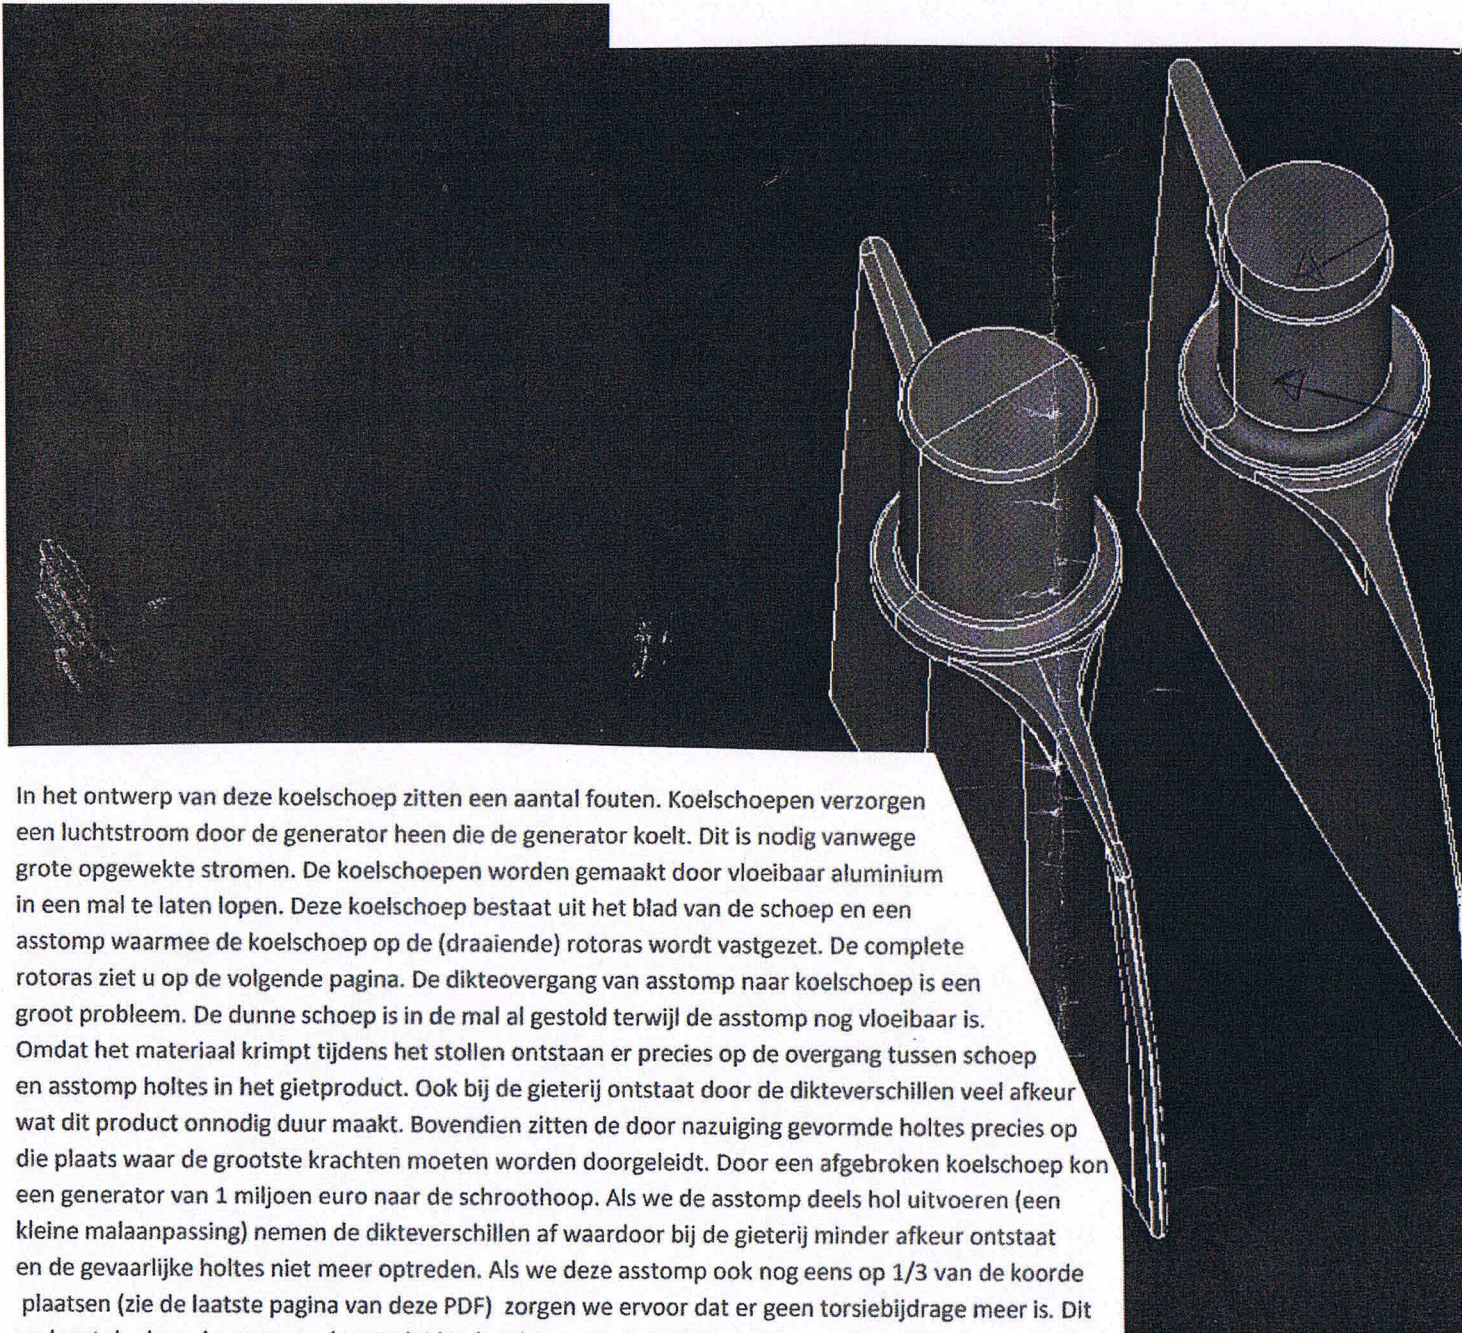 In het ontwerp van deze koelschoep zitten een aantal fouten. Koelschoepen verzorgen
een luchtstroom door de generator heen die de generator koelt. Dit is nodig vanwege
grote opgewekte stromen. De koelschoepen worden gemaakt door vloeibaar aluminium
in een mal te laten lopen. Deze koelschoep bestaat uit het blad van de schoep en een
asstomp waarmee de koelschoep op de (draaiende) rotoras wordt vastgezet. De complete
rotoras ziet u op de volgende pagina. De dikteovergang van asstomp naar koelschoep is een
groot probleem. De dunne schoep is in de mal al gestold terwijl de asstomp nog vloeibaar is.
Omdat het materiaal krimpt tijdens het stollen ontstaan er precies op de overgang tussen schoep
en asstomp holtes in het gietproduct. Ook bij de gieterij ontstaat door de dikteverschillen veel afkeur
wat dit product onnodig duur maakt. Bovendien zitten de door nazuiging gevormde holtes precies op
die plaats waar de grootste krachten moeten worden doorgeleidt. Door een afgebroken koelschoep kon
een generator van 1 miljoen euro naar de schroothoop. Als we de asstomp deels hol uitvoeren (een
kleine malaanpassing) nemen de dikteverschillen af waardoor bij de gieterij minder afkeur ontstaat
en de gevaarlijke holtes niet meer optreden. Als we deze asstomp ook nog eens op 1/3 van de koorde
plaatsen (zie de laatste pagina van deze PDF) zorgen we ervoor dat er geen torsiebijdrage meer is. Dit